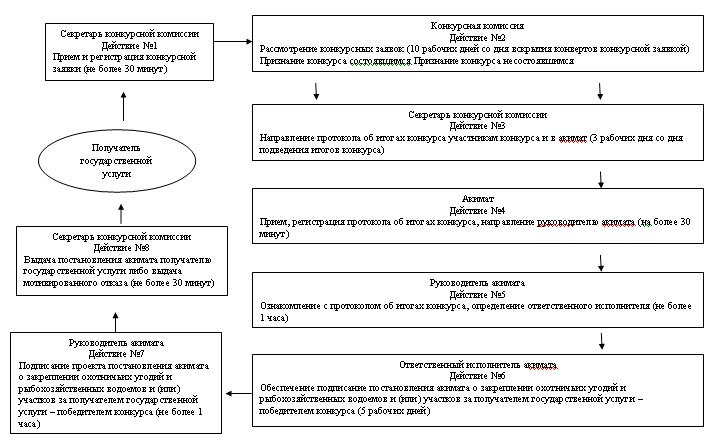 Секретарь конкурсной комиссии
Действие №1
Прием и регистрация конкурсной
заявки (не более 30 минут)
Конкурсная комиссия
Действие №2
Рассмотрение конкурсных заявок (10 рабочих дней со дня вскрытия конвертов конкурсной заявкой)
Признание конкурса состоявшимся. Признание конкурса несостоявшимся
Секретарь конкурсной комиссии
Действие №3
Направление протокола об итогах конкурса участникам конкурса и в акимат (3 рабочих дня со дня
подведения итогов конкурса)
Получатель
государственной
услуги
Акимат
Действие №4
Прием, регистрация протокола об итогах конкурса, направление руководителю акимата (на более 30
минут)
Секретарь конкурсной комиссии
Действие №8
Выдача постановления акимата получателю
государственной услуги либо выдача
мотивированного отказа (не более 30 минут)
Руководитель акимата
Действие №5
Ознакомление с протоколом об итогах конкурса, определение ответственного исполнителя (не более
1 часа)
Руководитель акимата
Действие №7
Подписание проекта постановления акимата
о закреплении охотничьих угодий и
рыбохозяйственных водоемов и (или)
участков за получателем государственной
услуги – победителем конкурса (не более 1
часа)
Ответственный исполнитель акимата
Действие №6
Обеспечение подписание постановления акимата о закреплении охотничьих угодий и
рыбохозяйственных водоемов и (или) участков за получателем государственной услуги –
победителем конкурса (5 рабочих дней)